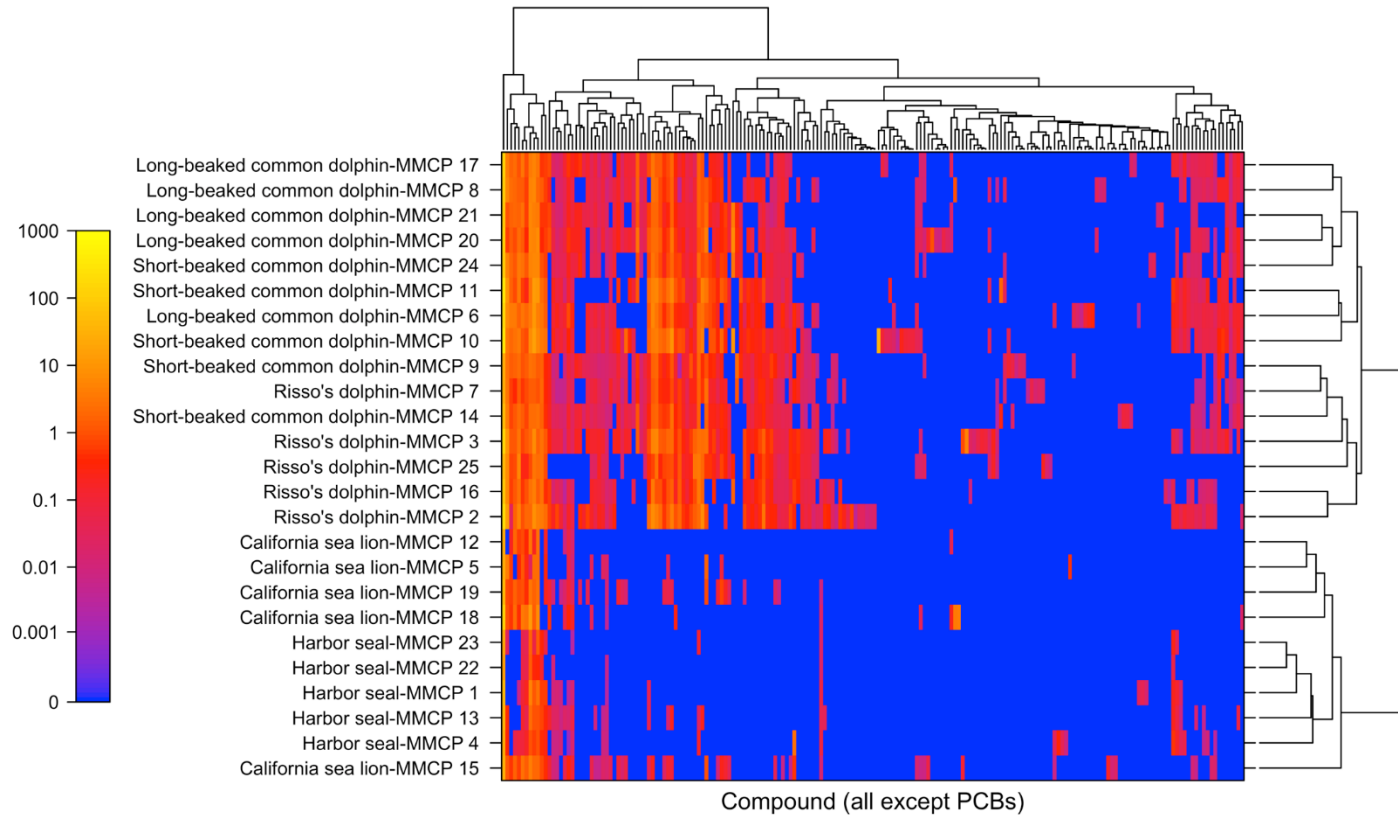 Long-beaked common dolphin-MMCP 17
Long-beaked common dolphin-MMCP 8
Long-beaked common dolphin-MMCP 21
Long-beaked common dolphin-MMCP 20
Short-beaked common dolphin-MMCP 24
Short-beaked common dolphin-MMCP 11
Long-beaked common dolphin-MMCP 6
Short-beaked common dolphin-MMCP 10
Short-beaked common dolphin-MMCP 9
Risso's dolphin-MMCP 7
Short-beaked common dolphin-MMCP 14
Risso's dolphin-MMCP 3
Risso's dolphin-MMCP 25
Risso's dolphin-MMCP 16
Risso's dolphin-MMCP 2
California sea lion-MMCP 12
California sea lion-MMCP 5
California sea lion-MMCP 19
California sea lion-MMCP 18
Harbor seal-MMCP 23
Harbor seal-MMCP 22
Harbor seal-MMCP 1
Harbor seal-MMCP 13
Harbor seal-MMCP 4
California sea lion-MMCP 15
1000
100
10
1
0.1
0.01
0.001
0
Compound (all except PCBs)